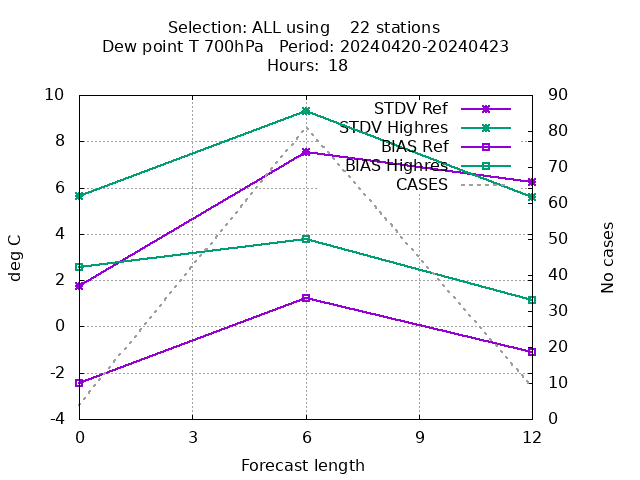 Selection: ALL using    22 stations
Dew point T 700hPa   Period: 20240420-20240423
Hours:  18
10
8
6
4
2
0
-2
-4
deg C
90
80
70
60
50
40
30
20
10
0
No cases
STDV Ref
STDV Highres
BIAS Ref
BIAS Highres
CASES
0 3 6 9 12
Forecast length